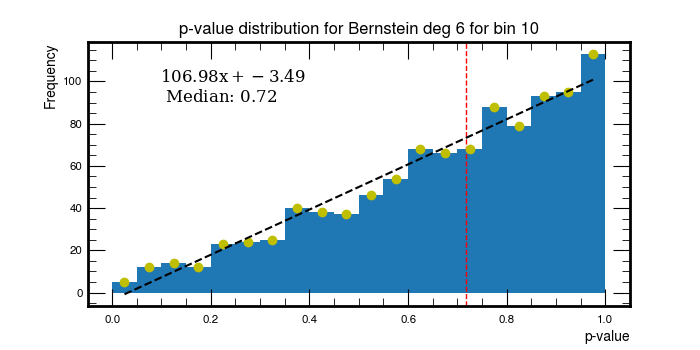 p-value distribution for Bernstein deg 6 for bin 10
Frequency
106.98x + −3.49
Median: 0.72
100
80
60
40
20
0
0.0 0.2 0.4 0.6 0.8 1.0
p-value